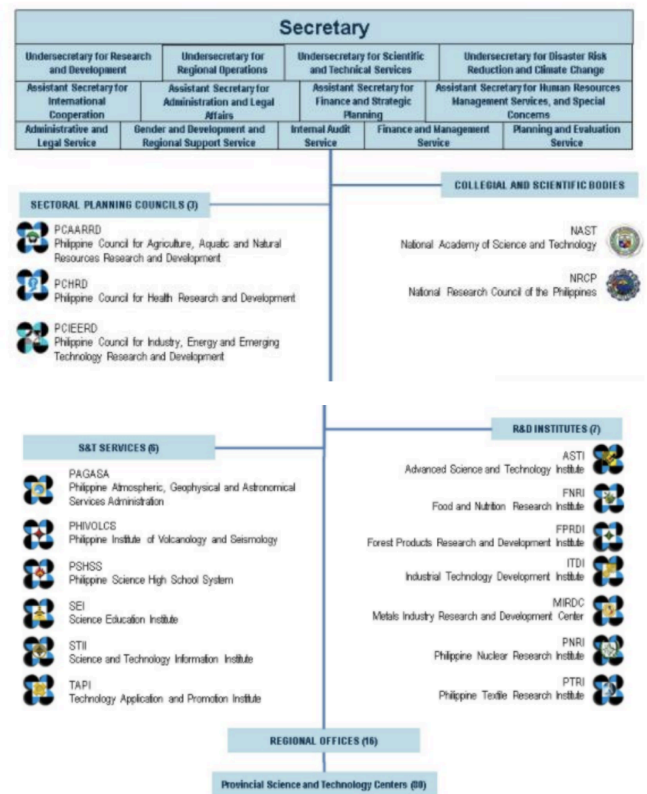 Secretary
Undersecretary for Research
and Development
Undersecretary for
Regional Operations
Undersecretary for Scientific
and Technical Services
Undersecretary for Disaster Risk
Reduction and Climate Change
Assistant Secretary for
International
Cooperation
Assistant Secretary for
Administration and Legal
Affairs
Assistant Secretary for
Finance and Strategic
Planning
Assistant Secretary for Human Resources
Management Services, and Special
Concerns
Administrative and
Legal Service
Gender and Development and
Regional Support Service
Internal Audit
Service
Finance and Management
Service
Planning and Evaluation
Service
SECTORAL PLANNING COUNCILS (3)
PCAARRD
Philippine Council for Agriculture, Aquatic and Natural
Resources Research and Development
PCHRD
Philippine Council for Health Research and Development
PCIEERD
Philippine Council for Industry, Energy and Emerging
Technology Research and Development
COLLEGIAL AND SCIENTIFIC BODIES
NAST
National Academy of Science and Technology
NRCP
National Research Council of the Philippines
S&T SERVICES (6)
PAGASA
Philippine Atmospheric, Geophysical and Astronomical
Services Administration
PHIVOLCS
Philippine Institute of Volcanology and Seismology
PSHSS
Philippine Science High School System
SEI
Science Education Institute
STII
Science and Technology Information Institute
TAPI
Technology Application and Promotion Institute
R&D INSTITUTES (7)
ASTI
Advanced Science and Technology Institute
FNRI
Food and Nutrition Research Institute
FPRDI
Forest Products Research and Development Institute
ITDI
Industrial Technology Development Institute
MIRDC
Metals Industry Research and Development Center
PNRI
Philippine Nuclear Research Institute
PTRI
Philippine Textile Research Institute
REGIONAL OFFICES (16)
Provincial Science and Technology Centers (80)